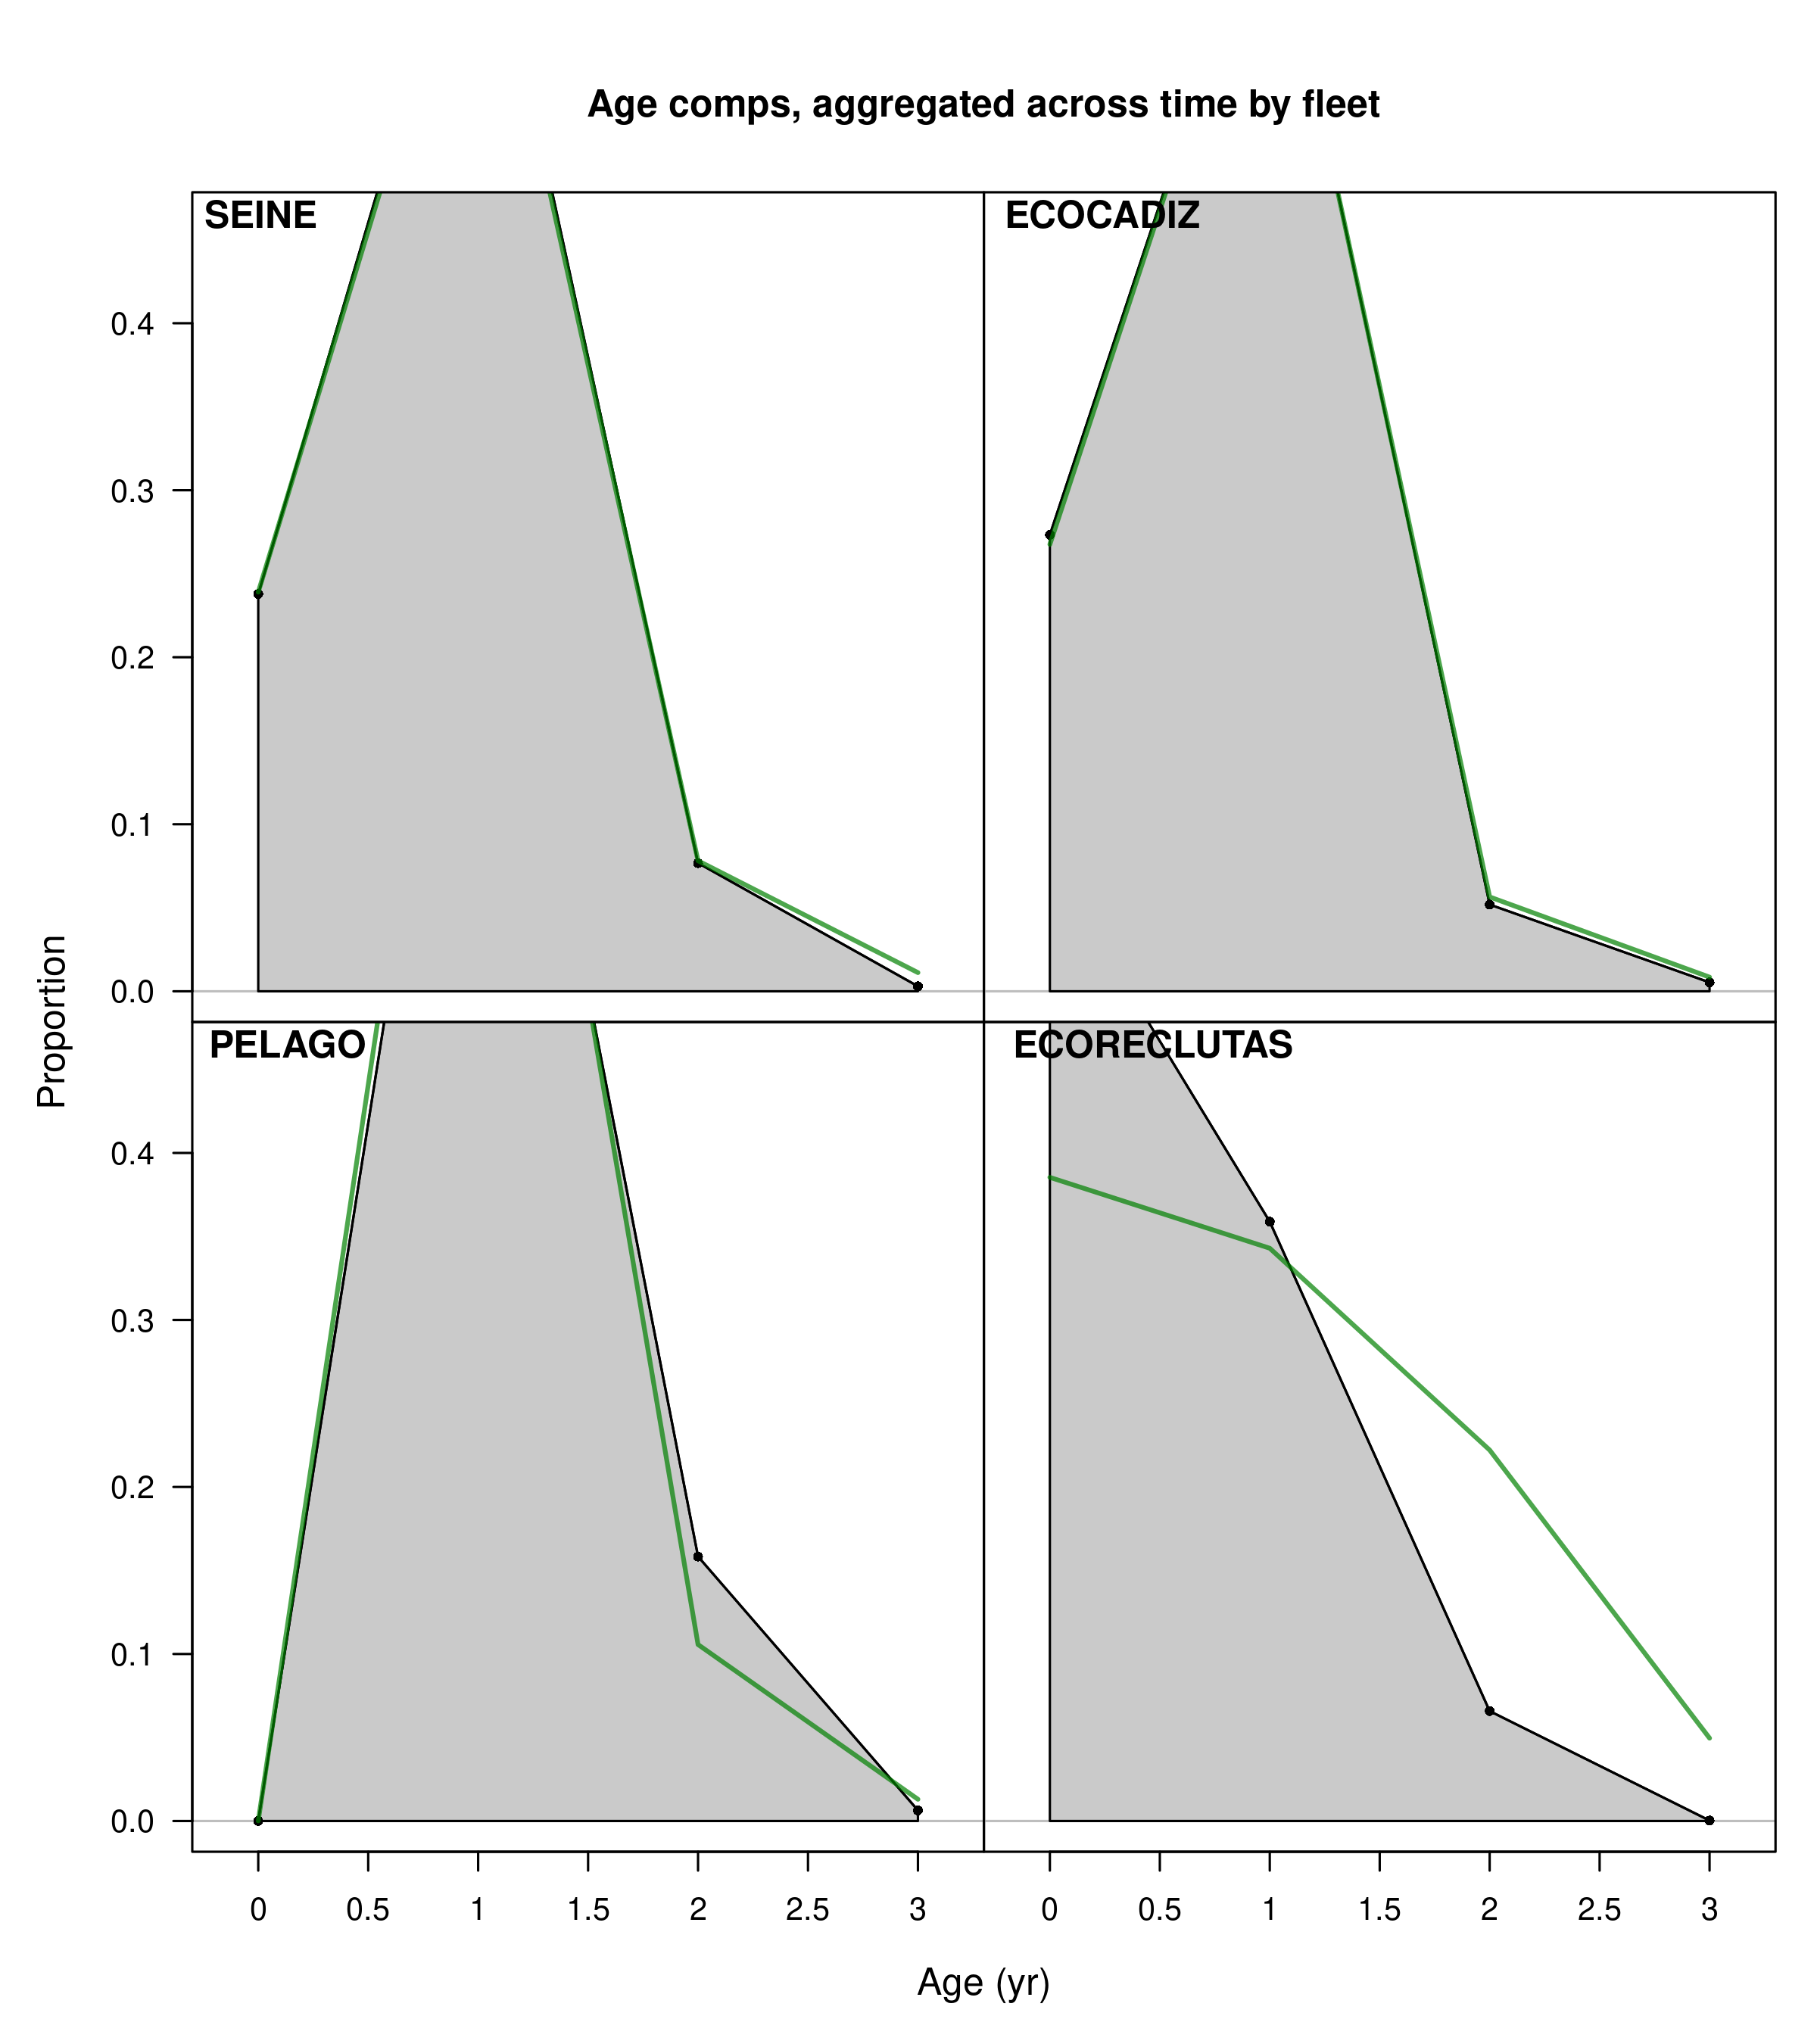 Age comps, aggregated across time by fleet
SEINE
ECOCADIZ
0.4
0.3
0.2
0.1
0.0
PELAGO
ECORECLUTAS
0.4
0.3
0.2
0.1
0.0
Proportion
0 0.5 1 1.5 2 2.5 3
0 0.5 1 1.5 2 2.5 3
Age (yr)